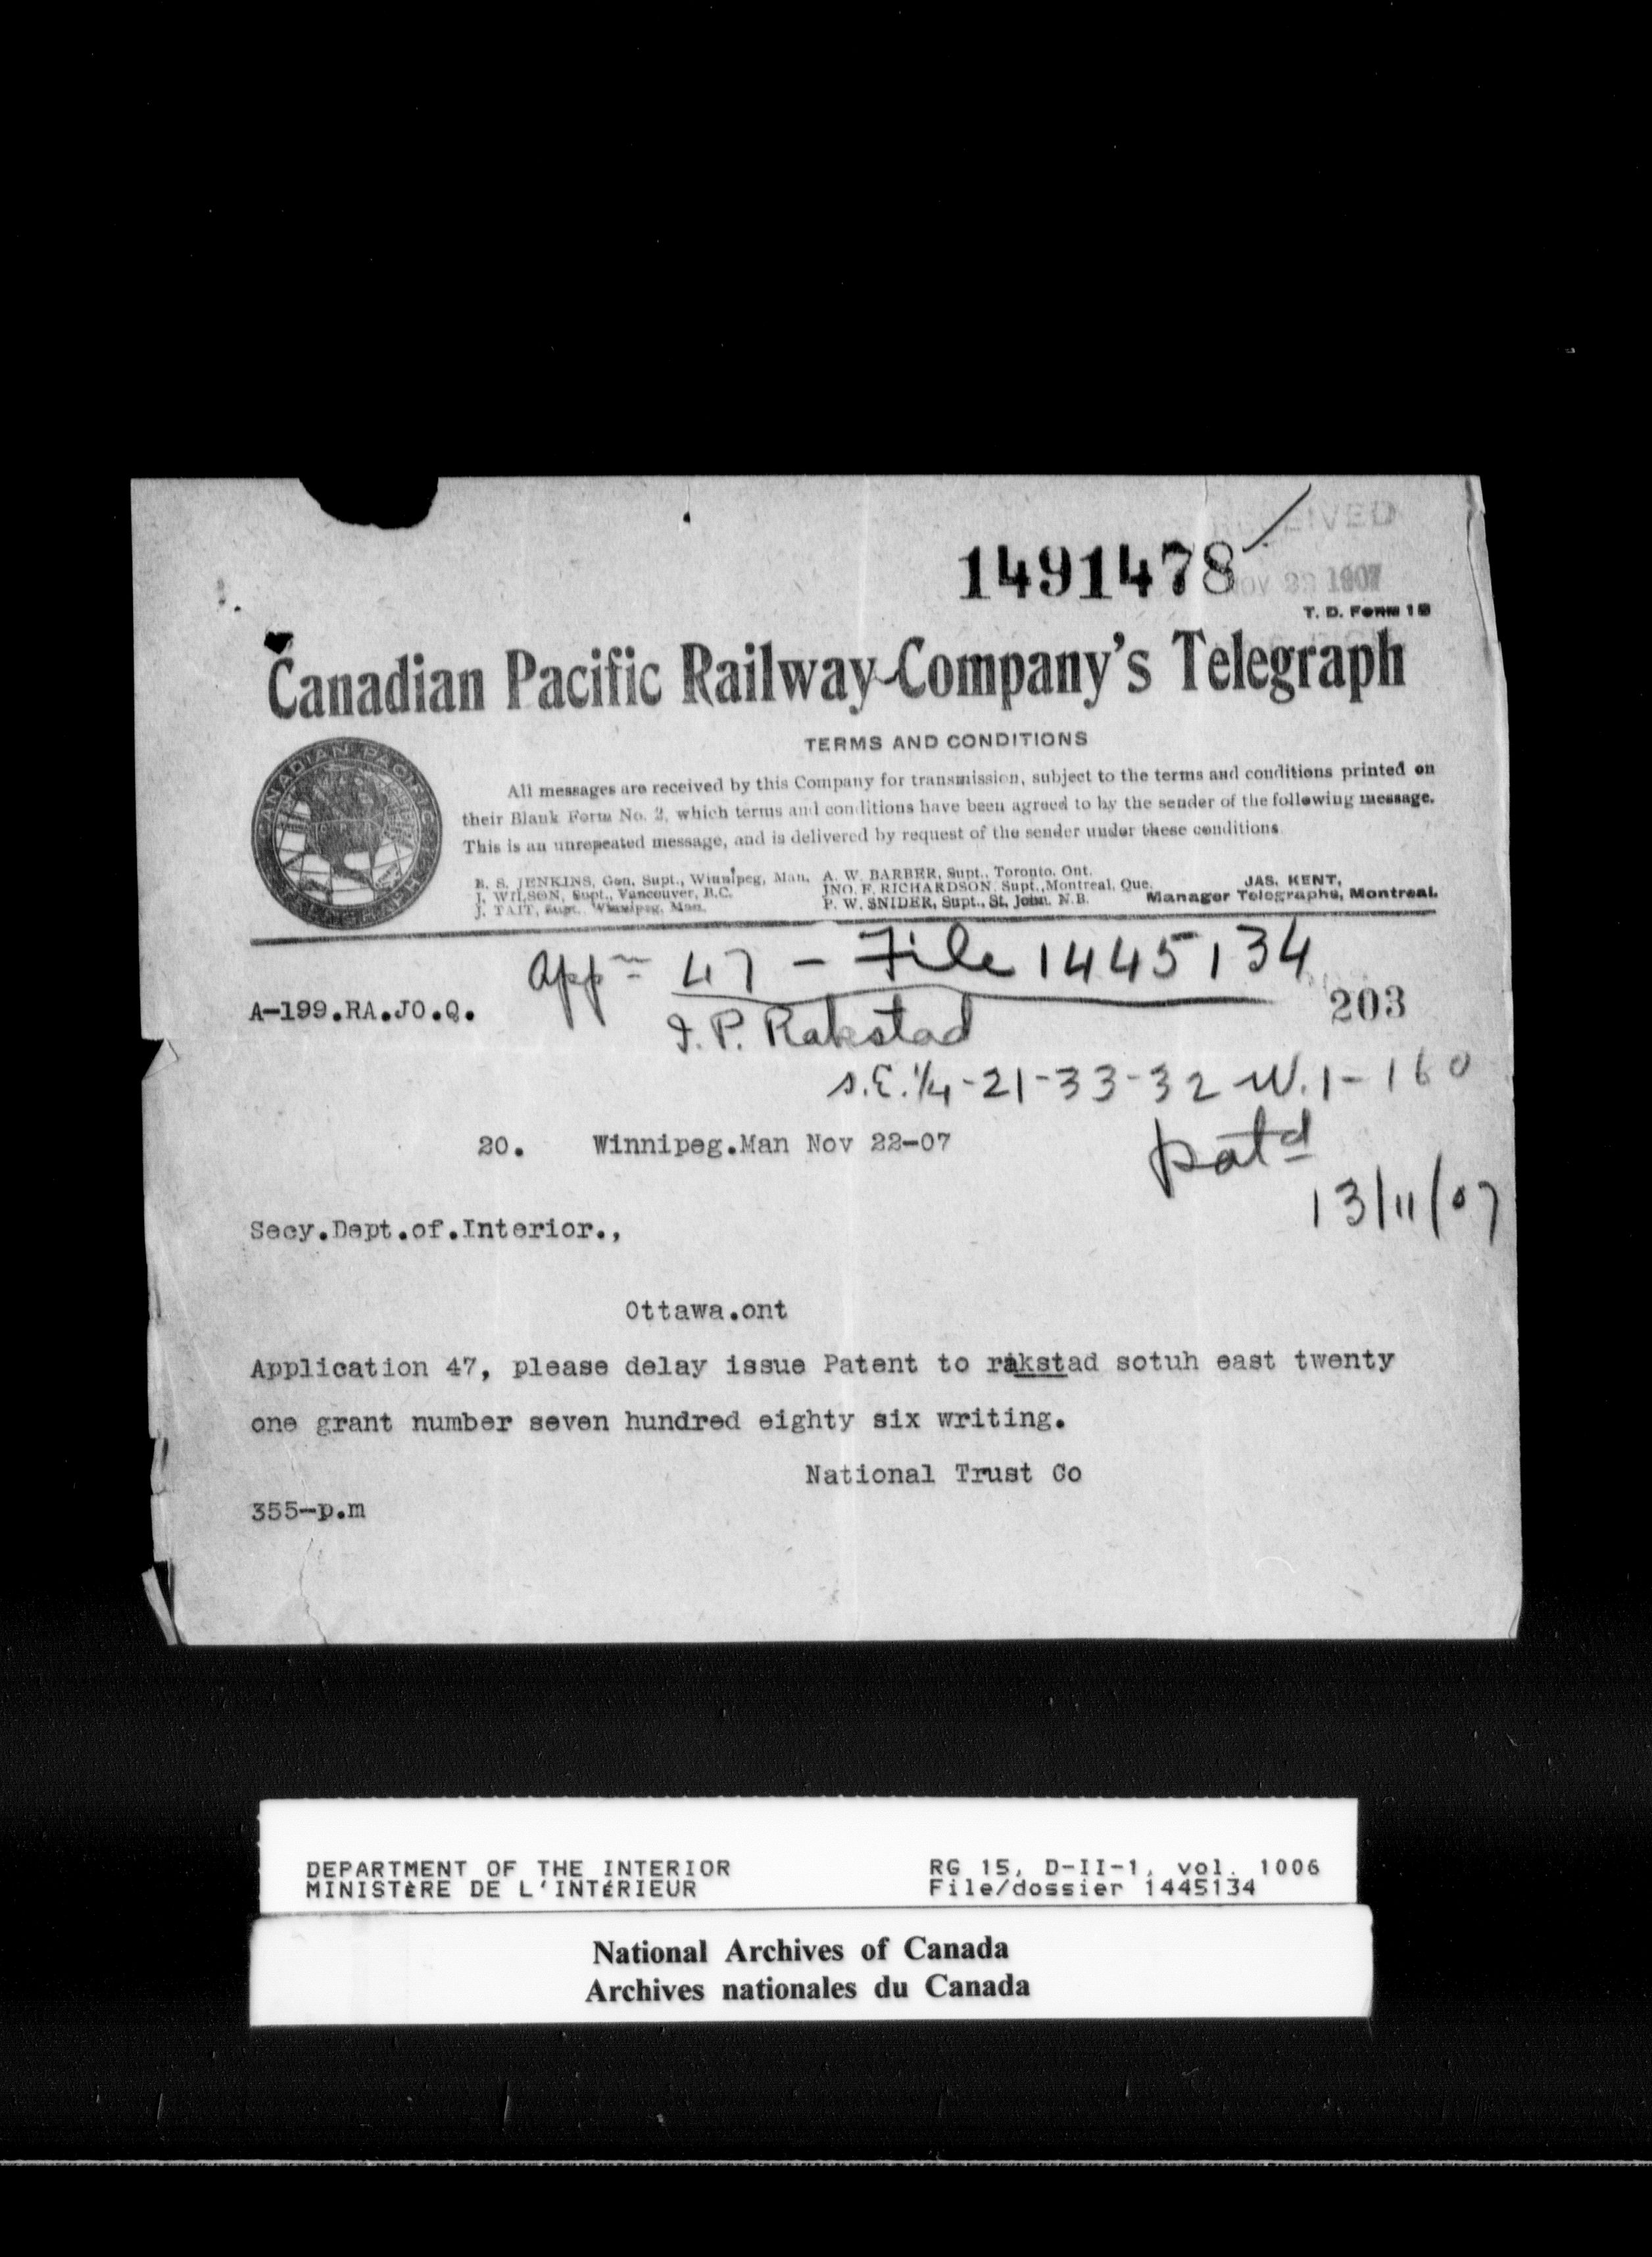 RECEIVED
1491478
NOV 22 1907
T. D. Form 1
Canadian Pacific Railway Company's Telegraph
TERMS AND CONDITIONS
CANADIAN PACIFIC
All messages are received by this Company for transmission, subject to the terms and conditions printed on
their Blank Form No. 2, which terms and conditions have been agreed to by the sender of the following message.
This is an unrepeated message, and is delivered by request of the sender under these conditions.
B. S. JENKINS, Gen. Supt., Winnipeg, Man. A. W. BARBER, Supt., Toronto, Ont.
J. WILSON, Supt., Vancouver, B.C. JNO. F. RICHARDSON, Supt., Montreal, Que. JAS. KENT,
J. TAIT, Supt., Winnipeg, Man. P. W. SNIDER, Supt., St. John, N.B. Manager Telegraphs, Montreal.
appn 47 - File 1445134
A-199.RA.JO.Q.
203
I. P. Rakstad
S.E.1/4-21-33-32-W.1-160
20. Winnipeg.Man Nov 22-07
patd
13/11/07
Secy.Dept.of.Interior.,
Ottawa.ont
Application 47, please delay issue Patent to rakstad sotuh east twenty
one grant number seven hundred eighty six writing.
National Trust Co
355-p.m
DEPARTMENT OF THE INTERIOR RG 15, D-II-1, vol. 1006
MINISTÈRE DE L'INTÉRIEUR File/dossier 1445134
National Archives of Canada
Archives nationales du Canada